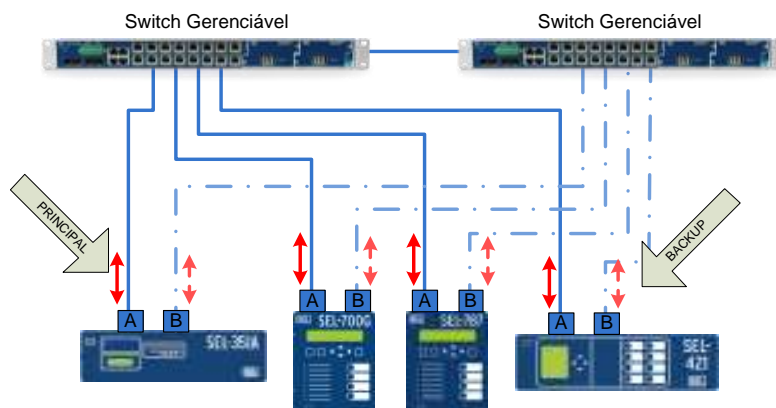 Switch Gerenciável
Switch Gerenciável
PRINCIPAL
BACKUP
A
B
A
B
A
B
A
B
SEL-351A
SEL-700G
SEL-787
SEL-
421